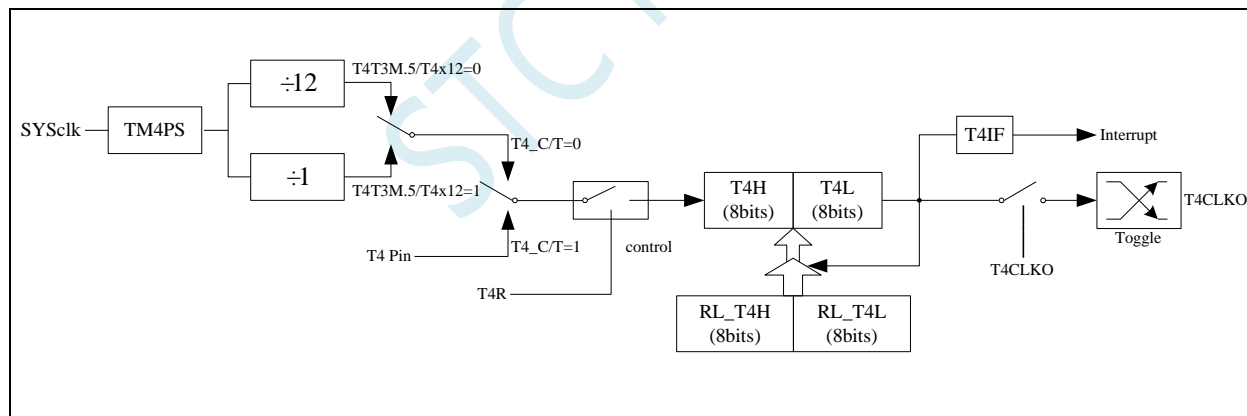 ÷12
T4T3M.5/T4x12=0
SYSclk
TM4PS
÷1
T4T3M.5/T4x12=1
T4_C/T=0
T4 Pin
T4_C/T=1
T4R
control
T4H
(8bits)
T4L
(8bits)
RL_T4H
(8bits)
RL_T4L
(8bits)
T4IF
Interrupt
T4CLKO
Toggle
T4CLKO
STC